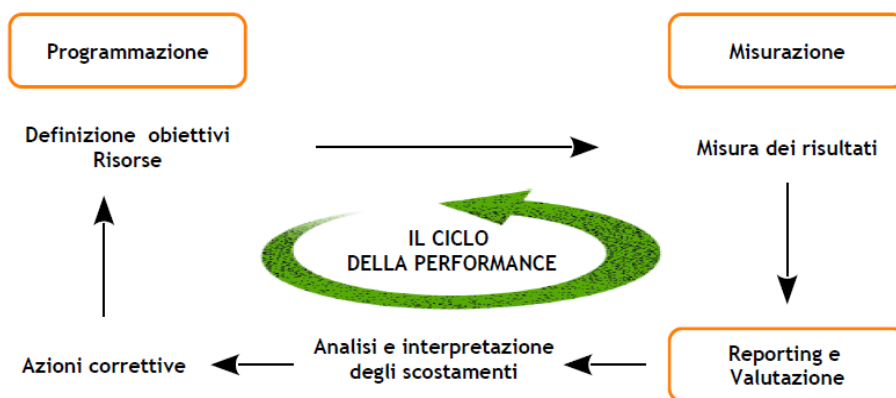 Programmazione
Misurazione
Definizione obiettivi
Risorse
Misura dei risultati
IL CICLO
DELLA PERFORMANCE
Azioni correttive
Analisi e interpretazione
degli scostamenti
Reporting e
Valutazione